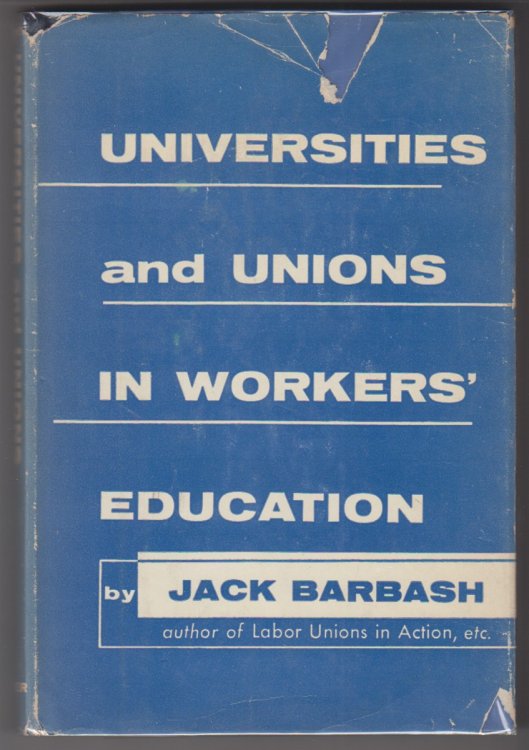 UNIVERSITIES
and UNIONS
IN WORKERS'
EDUCATION
by JACK BARBASH
author of Labor Unions in Action, etc.